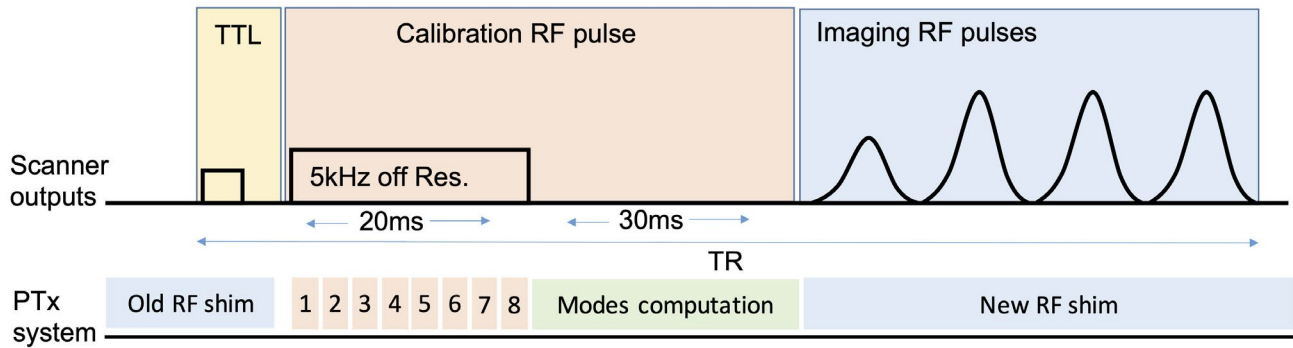 TTL
Calibration RF pulse
Imaging RF pulses
Scanner
outputs
5kHz off Res.
20ms
30ms
TR
PTx
system
Old RF shim
1 2 3 4 5 6 7 8
Modes computation
New RF shim